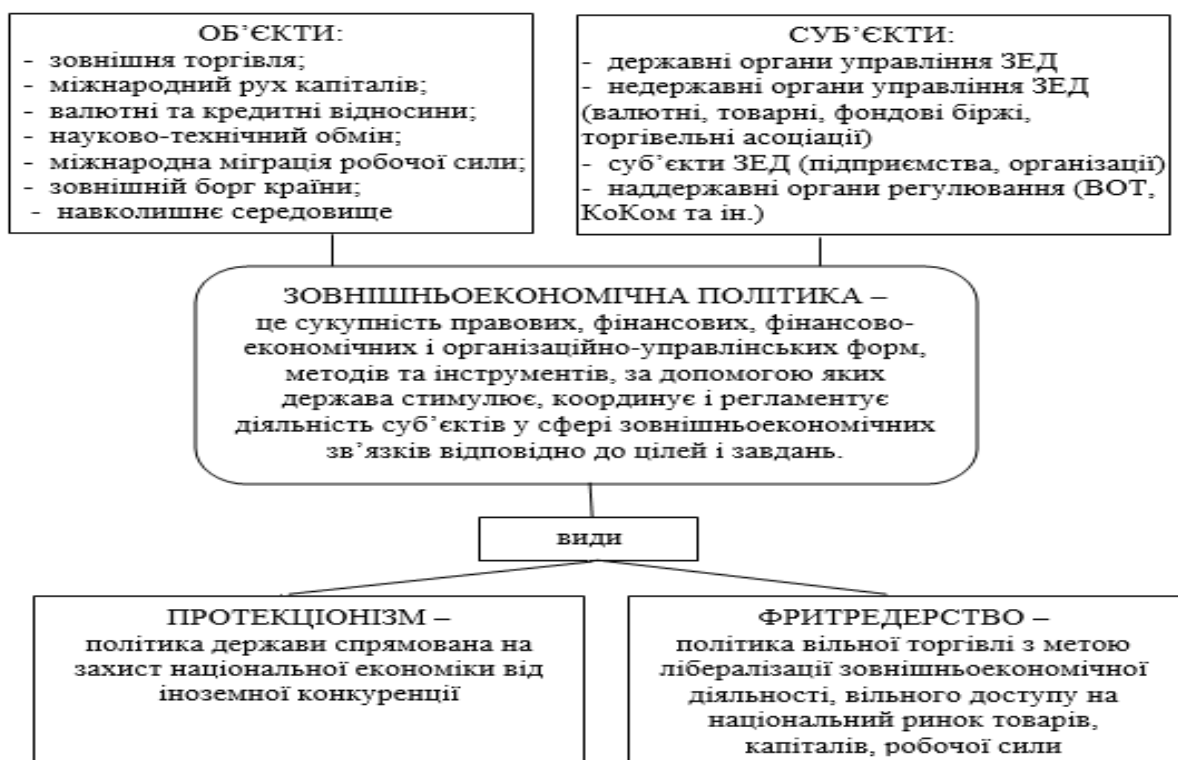 ОБ’ЄКТИ:
- зовнішня торгівля;
- міжнародний рух капіталів;
- валютні та кредитні відносини;
- науково-технічний обмін;
- міжнародна міграція робочої сили;
- зовнішній борг країни;
- навколишнє середовище
СУБ’ЄКТИ:
- державні органи управління ЗЕД
- недержавні органи управління ЗЕД
(валютні, товарні, фондові біржі,
торгівельні асоціації)
- суб’єкти ЗЕД (підприємства, організації)
- наддержавні органи регулювання (ВОТ,
КоКом та ін.)
ЗОВНІШНЬОЕКОНОМІЧНА ПОЛІТИКА –
це сукупність правових, фінансових, фінансово-
економічних і організаційно-управлінських форм,
методів та інструментів, за допомогою яких
держава стимулює, координує і регламентує
діяльність суб’єктів у сфері зовнішньоекономічних
зв’язків відповідно до цілей і завдань.
види
ПРОТЕКЦІОНІЗМ –
політика держави спрямована на
захист національної економіки від
іноземної конкуренції
ФРИТРЕДЕРСТВО –
політика вільної торгівлі з метою
лібералізації зовнішньоекономічної
діяльності, вільного доступу на
національний ринок товарів,
капіталів, робочої сили